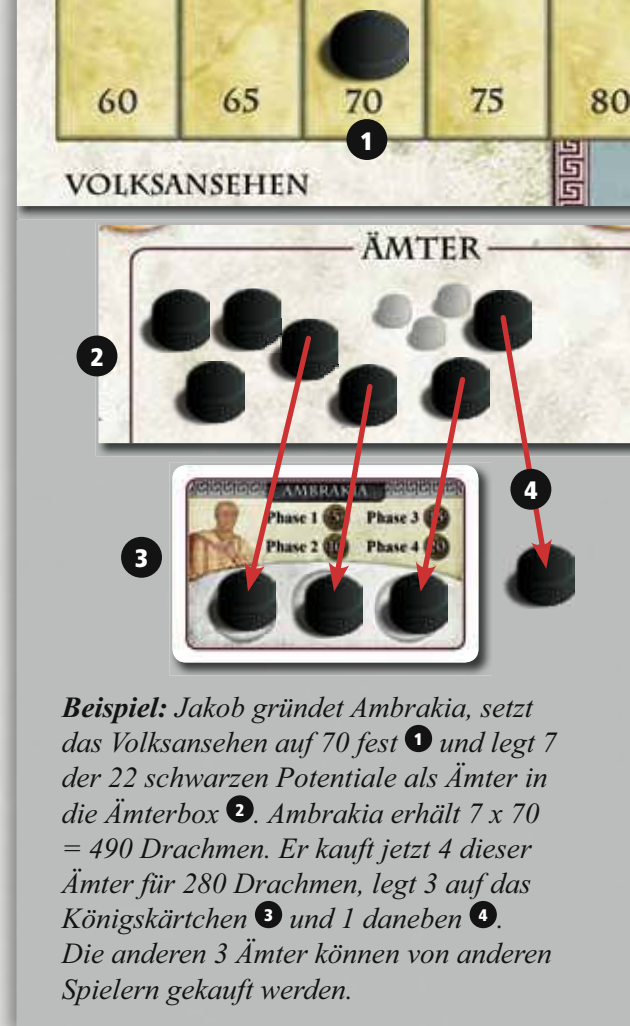 60 65 70 75 80
1
VOLKSANSEHEN
ÄMTER
2
4
AMBRAKIA
Phase 1 5 Phase 3
Phase 2 10 Phase 4 20
3
Beispiel: Jakob gründet Ambrakia, setzt
das Volksansehen auf 70 fest 1 und legt 7
der 22 schwarzen Potentiale als Ämter in
die Ämterbox 2. Ambrakia erhält 7 x 70
= 490 Drachmen. Er kauft jetzt 4 dieser
Ämter für 280 Drachmen, legt 3 auf das
Königskärtchen 3 und 1 daneben 4.
Die anderen 3 Ämter können von anderen
Spielern gekauft werden.